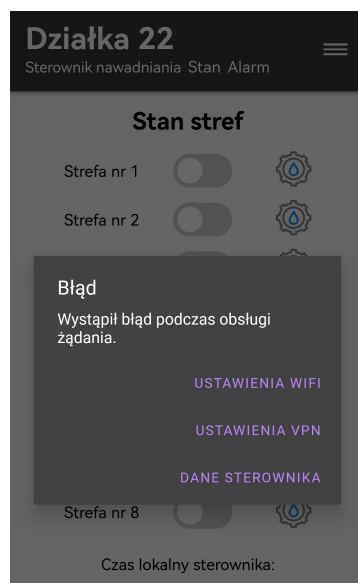 Działka 22
Sterownik nawadniania Stan Alarm
Stan stref
Strefa nr 1
Strefa nr 2
Błąd
Wystąpił błąd podczas obsługi
żądania.
USTAWIENIA WIFI
USTAWIENIA VPN
DANE STEROWNIKA
Strefa nr 8
Czas lokalny sterownika: